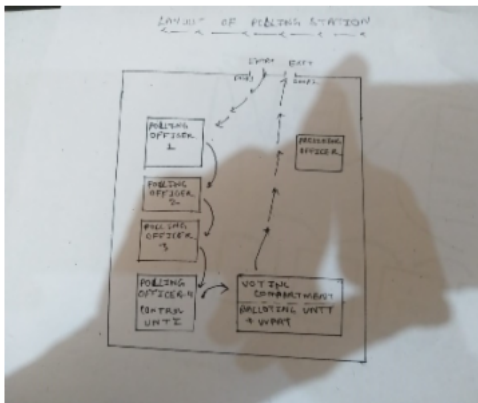 LAYOUT OF POLLING STATION
ENTRY EXIT
POLLING
OFFICER
1
PRESIDING
OFFICER
POLLING
OFFICER
2
POLLING
OFFICER
3
POLLING
OFFICER 4
CONTROL
UNIT
VOTING
COMPARTMENT
BALLOTING UNIT
+ VVPAT